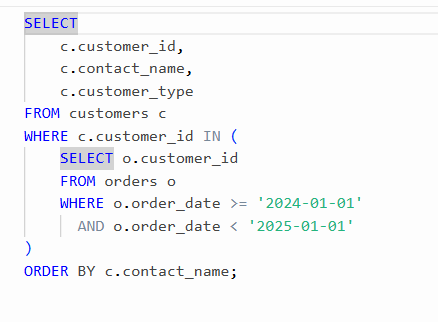 SELECT
    c.customer_id,
    c.contact_name,
    c.customer_type
FROM customers c
WHERE c.customer_id IN (
    SELECT o.customer_id
    FROM orders o
    WHERE o.order_date >= '2024-01-01'
      AND o.order_date < '2025-01-01'
)
ORDER BY c.contact_name;